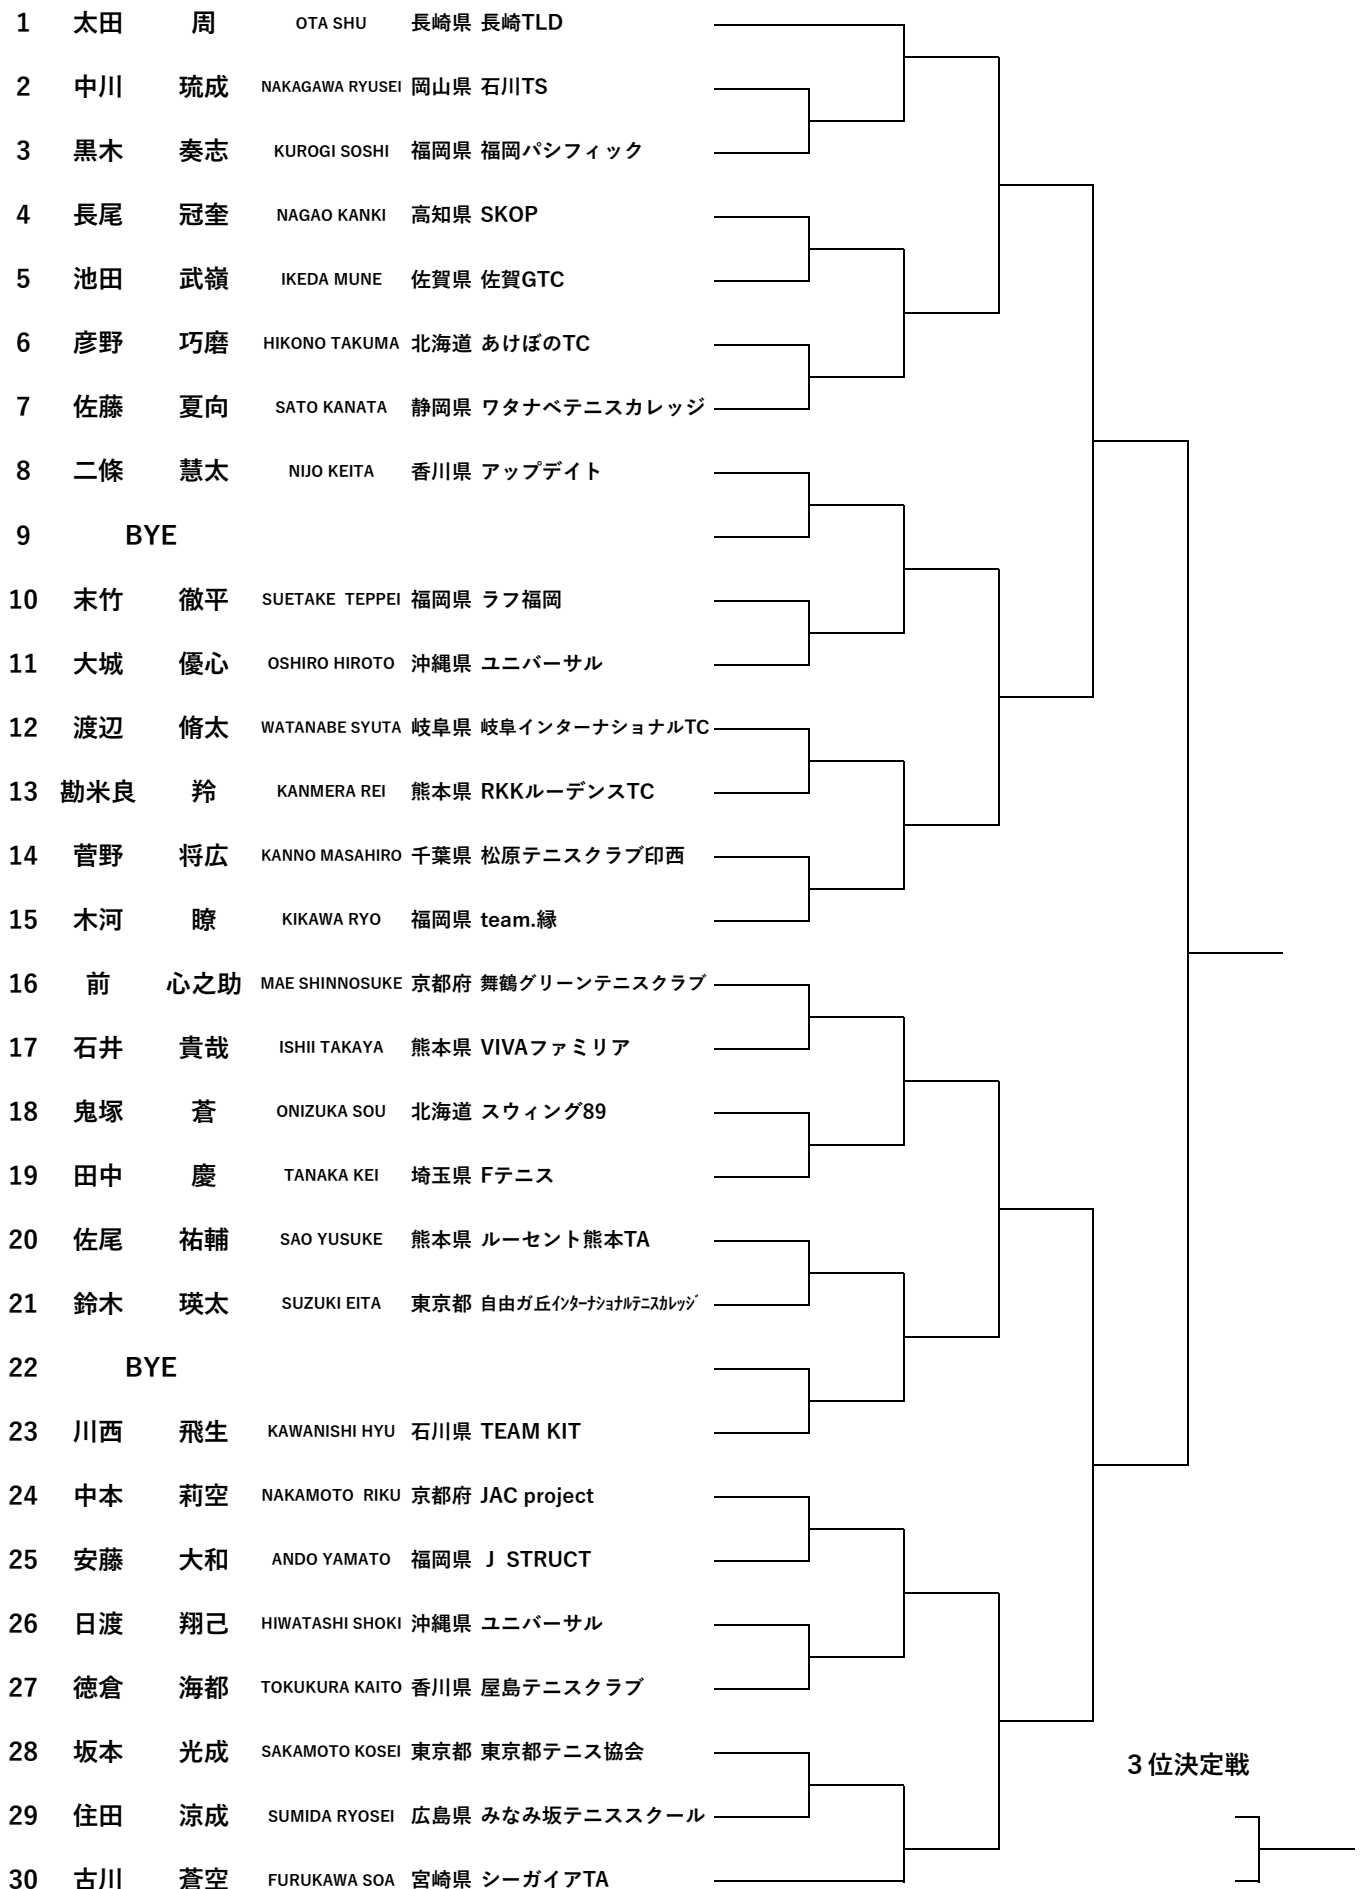 1 太田 周 OTA SHU 長崎県 長崎TLD
2 中川 琉成 NAKAGAWA RYUSEI 岡山県 石川TS
3 黒木 奏志 KUROGI SOSHI 福岡県 福岡パシフィック
4 長尾 冠奎 NAGAO KANKI 高知県 SKOP
5 池田 武嶺 IKEDA MUNE 佐賀県 佐賀GTC
6 彦野 巧磨 HIKONO TAKUMA 北海道 あけぼのTC
7 佐藤 夏向 SATO KANATA 静岡県 ワタナベテニスカレッジ
8 二條 慧太 NIJO KEITA 香川県 アップデイト
9 BYE
10 末竹 徹平 SUETAKE TEPPEI 福岡県 ラフ福岡
11 大城 優心 OSHIRO HIROTO 沖縄県 ユニバーサル
12 渡辺 脩太 WATANABE SYUTA 岐阜県 岐阜インターナショナルTC
13 勘米良 羚 KANMERA REI 熊本県 RKKルーデンスTC
14 菅野 将広 KANNO MASAHIRO 千葉県 松原テニスクラブ印西
15 木河 瞭 KIKAWA RYO 福岡県 team.縁
16 前 心之助 MAE SHINNOSUKE 京都府 舞鶴グリーンテニスクラブ
17 石井 貴哉 ISHII TAKAYA 熊本県 VIVAファミリア
18 鬼塚 蒼 ONIZUKA SOU 北海道 スウィング89
19 田中 慶 TANAKA KEI 埼玉県 Fテニス
20 佐尾 祐輔 SAO YUSUKE 熊本県 ルーセント熊本TA
21 鈴木 瑛太 SUZUKI EITA 東京都 自由ガ丘ｲﾝﾀｰﾅｼｮﾅﾙﾃﾆｽｶﾚｯｼﾞ
22 BYE
23 川西 飛生 KAWANISHI HYU 石川県 TEAM KIT
24 中本 莉空 NAKAMOTO RIKU 京都府 JAC project
25 安藤 大和 ANDO YAMATO 福岡県 Ｊ STRUCT
26 日渡 翔己 HIWATASHI SHOKI 沖縄県 ユニバーサル
27 徳倉 海都 TOKUKURA KAITO 香川県 屋島テニスクラブ
28 坂本 光成 SAKAMOTO KOSEI 東京都 東京都テニス協会
３位決定戦
29 住田 涼成 SUMIDA RYOSEI 広島県 みなみ坂テニススクール
30 古川 蒼空 FURUKAWA SOA 宮崎県 シーガイアTA